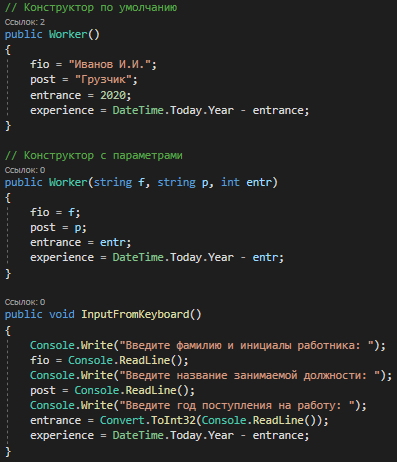 // Конструктор по умолчанию
Ссылок: 2
public Worker()
{
fio = "Иванов И.И.";
post = "Грузчик";
entrance = 2020;
experience = DateTime.Today.Year - entrance;
}
// Конструктор с параметрами
Ссылок: 0
public Worker(string f, string p, int entr)
{
fio = f;
post = p;
entrance = entr;
experience = DateTime.Today.Year - entr;
}
Ссылок: 0
public void InputFromKeyboard()
{
Console.Write("Введите фамилию и инициалы работника: ");
fio = Console.ReadLine();
Console.Write("Введите название занимаемой должности: ");
post = Console.ReadLine();
Console.Write("Введите год поступления на работу: ");
entrance = Convert.ToInt32(Console.ReadLine());
experience = DateTime.Today.Year - entrance;
}